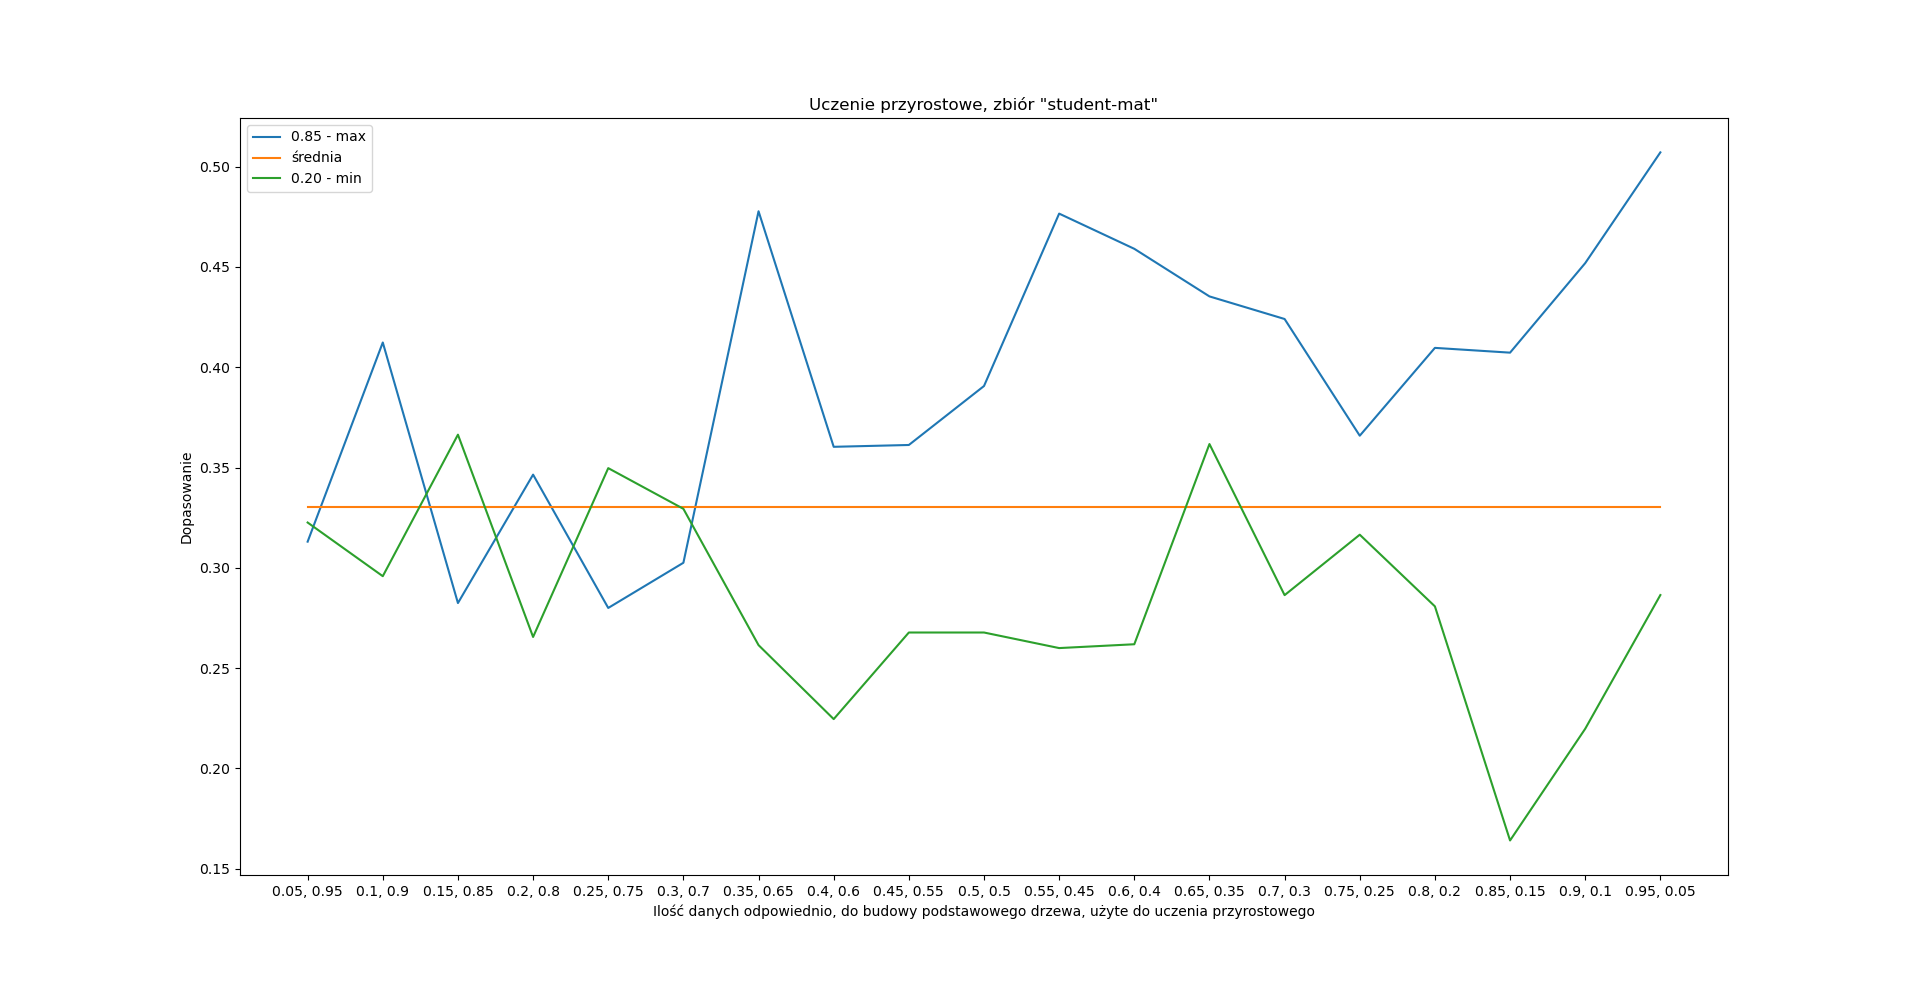 Uczenie przyrostowe, zbiór "student-mat"
0.85 - max
średnia
0.20 - min
Dopasowanie
0.50
0.45
0.40
0.35
0.30
0.25
0.20
0.15
0.05, 0.95 0.1, 0.9 0.15, 0.85 0.2, 0.8 0.25, 0.75 0.3, 0.7 0.35, 0.65 0.4, 0.6 0.45, 0.55 0.5, 0.5 0.55, 0.45 0.6, 0.4 0.65, 0.35 0.7, 0.3 0.75, 0.25 0.8, 0.2 0.85, 0.15 0.9, 0.1 0.95, 0.05
Ilość danych odpowiednio, do budowy podstawowego drzewa, użyte do uczenia przyrostowego